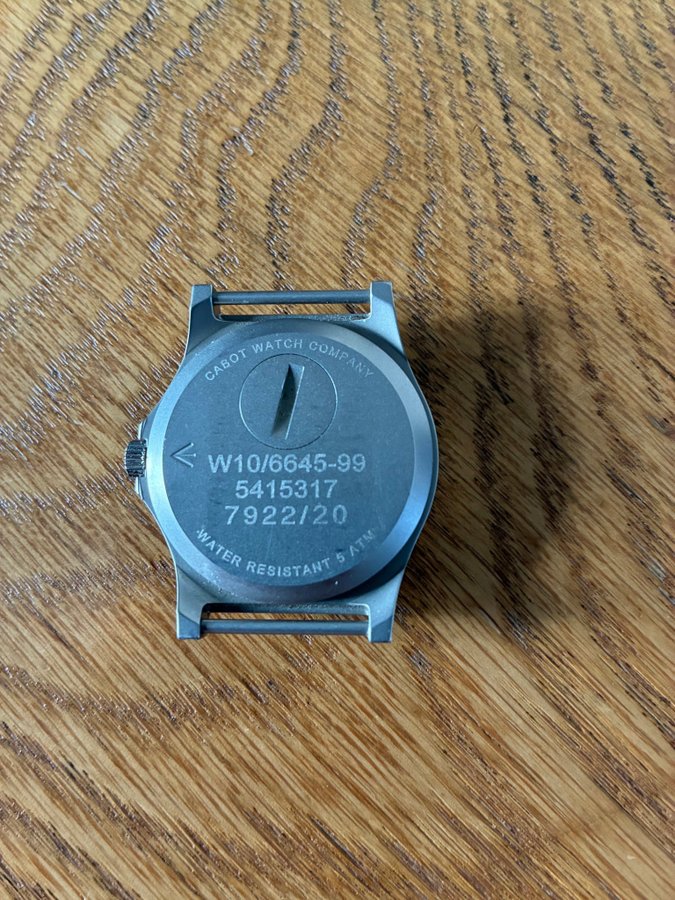 CABOT WATCH COMPANY
W10/6645-99
5415317
7922/20
WATER RESISTANT 5 ATM